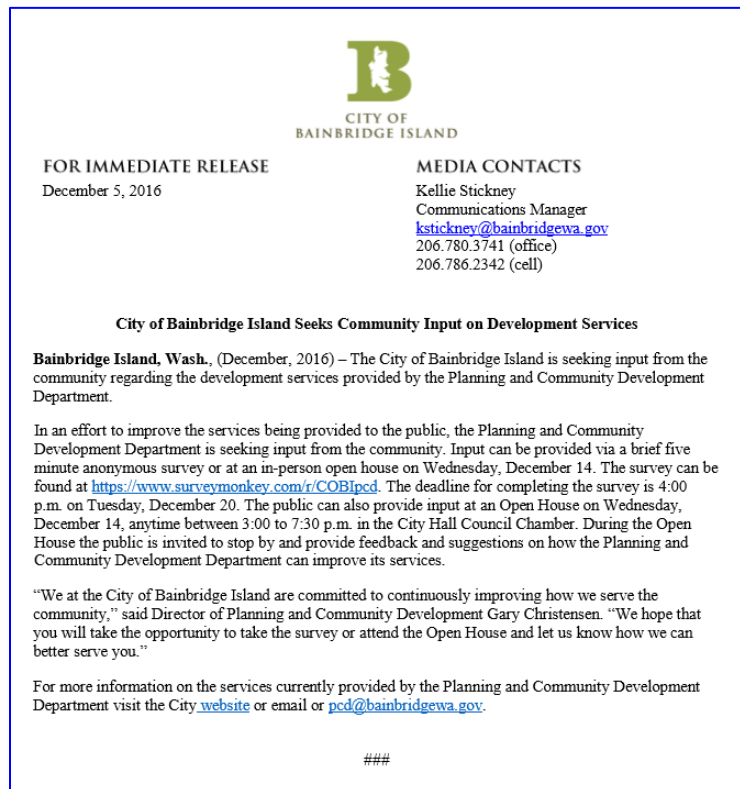 B
CITY OF
BAINBRIDGE ISLAND
FOR IMMEDIATE RELEASE
December 5, 2016
MEDIA CONTACTS
Kellie Stickney
Communications Manager
kstickney@bainbridgewa.gov
206.780.3741 (office)
206.786.2342 (cell)
City of Bainbridge Island Seeks Community Input on Development Services
Bainbridge Island, Wash., (December, 2016) – The City of Bainbridge Island is seeking input from the
community regarding the development services provided by the Planning and Community Development
Department.
In an effort to improve the services being provided to the public, the Planning and Community
Development Department is seeking input from the community. Input can be provided via a brief five
minute anonymous survey or at an in-person open house on Wednesday, December 14. The survey can be
found at https://www.surveymonkey.com/r/COBIpcd. The deadline for completing the survey is 4:00
p.m. on Tuesday, December 20. The public can also provide input at an Open House on Wednesday,
December 14, anytime between 3:00 to 7:30 p.m. in the City Hall Council Chamber. During the Open
House the public is invited to stop by and provide feedback and suggestions on how the Planning and
Community Development Department can improve its services.
“We at the City of Bainbridge Island are committed to continuously improving how we serve the
community,” said Director of Planning and Community Development Gary Christensen. “We hope that
you will take the opportunity to take the survey or attend the Open House and let us know how we can
better serve you.”
For more information on the services currently provided by the Planning and Community Development
Department visit the City website or email or pcd@bainbridgewa.gov.
###